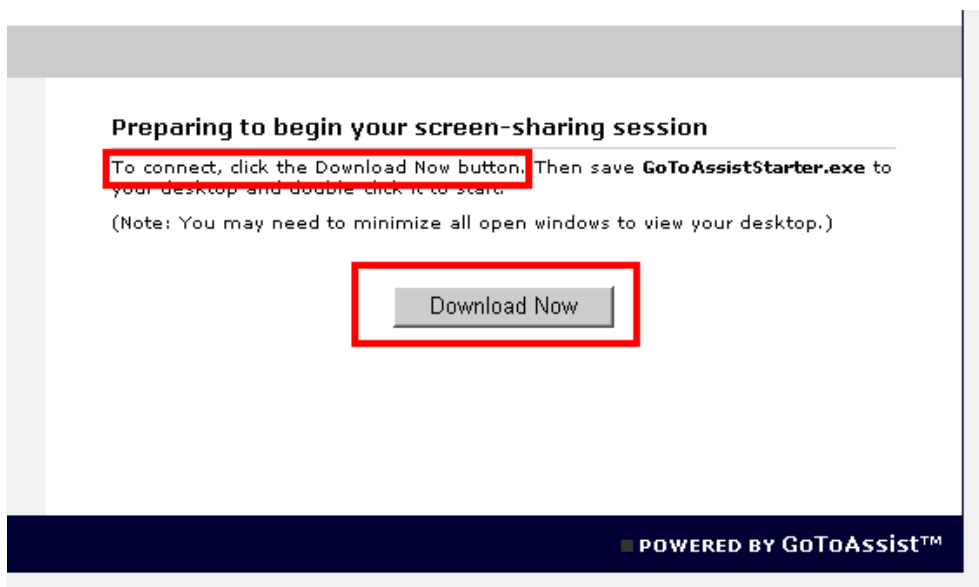 Preparing to begin your screen-sharing session
To connect, click the Download Now button. Then save GoToAssistStarter.exe to
your desktop and double-click it to start.
(Note: You may need to minimize all open windows to view your desktop.)
Download Now
POWERED BY GoToAssist™